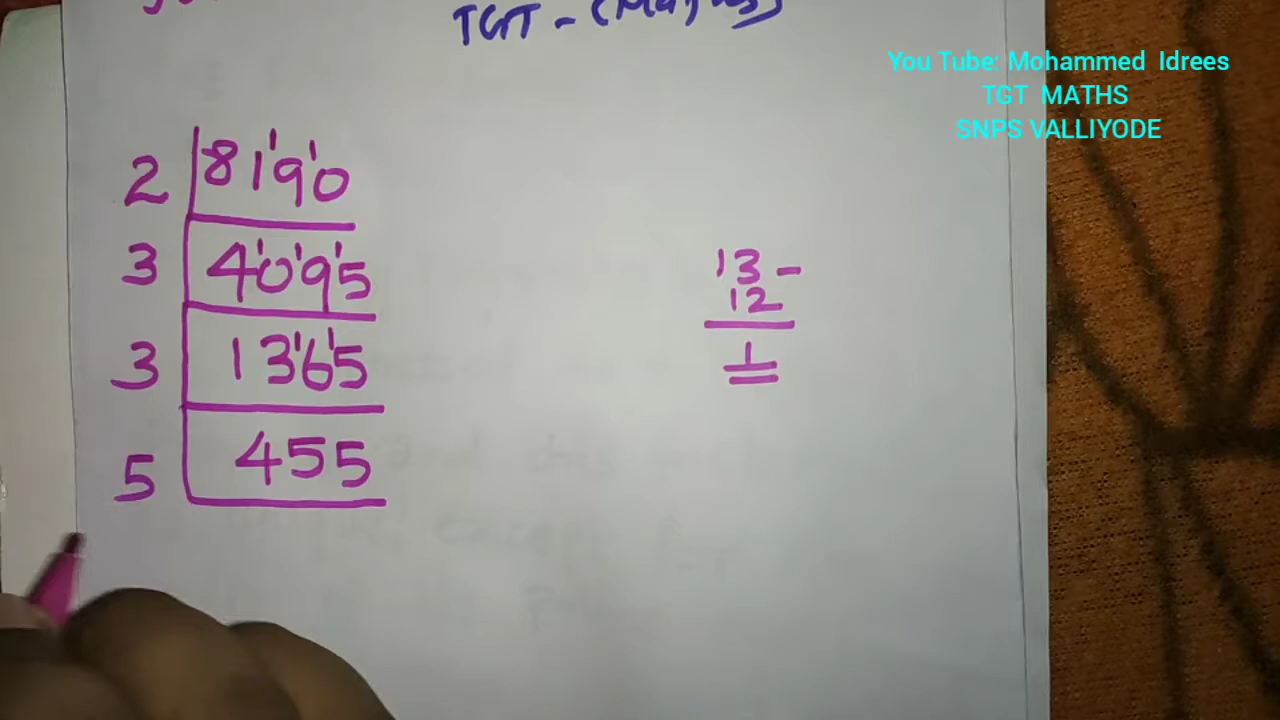 TGT - (Maths)
You Tube: Mohammed Idrees
TGT MATHS
SNPS VALLIYODE
2 8190
3 4095
3 1365
5 455
13 -
12
1